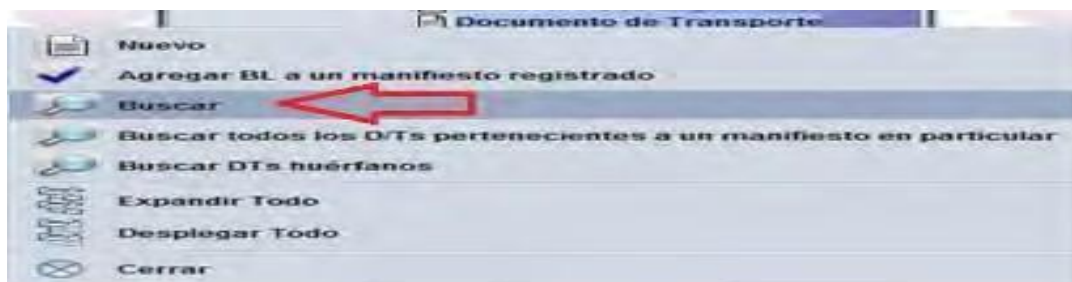 Documento de Transporte
Nuevo
Agregar BL a un manifiesto registrado
Buscar
Buscar todos los D/Ts pertenecientes a un manifiesto en particular
Buscar DTs huérfanos
Expandir Todo
Desplegar Todo
Cerrar